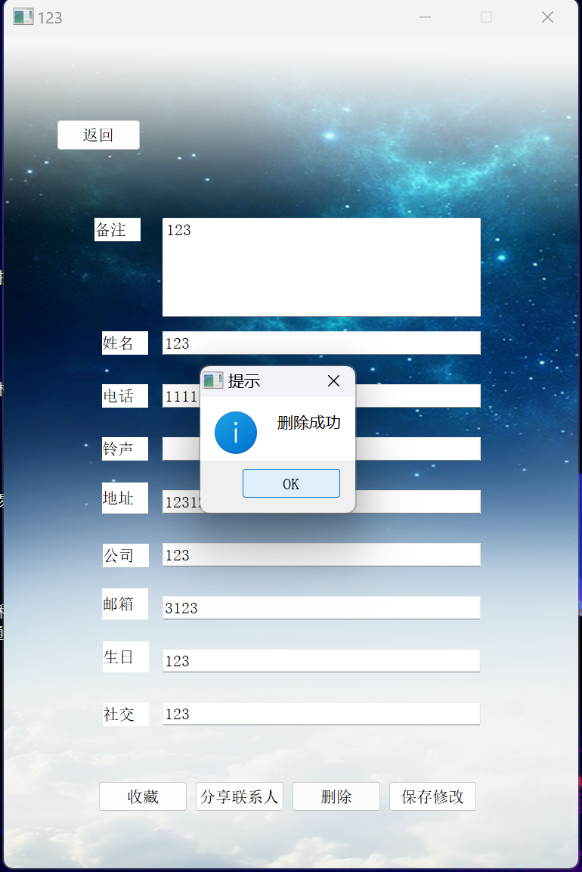 123
返回
备注
123
姓名
123
提示
电话
1111
删除成功
铃声
OK
地址
1231
公司
123
邮箱
3123
生日
123
社交
123
收藏
分享联系人
删除
保存修改